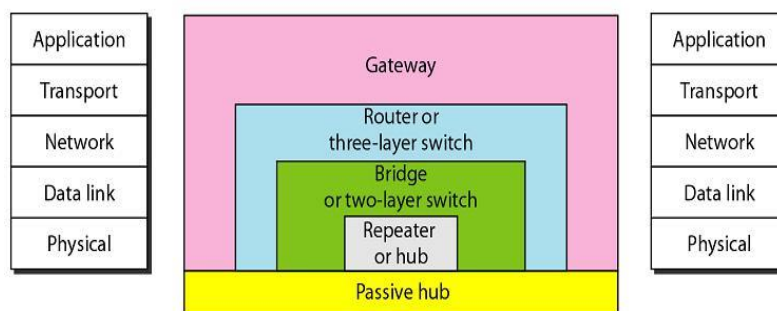 Application
Transport
Network
Data link
Physical
Gateway
Router or
three-layer switch
Bridge
or two-layer switch
Repeater
or hub
Passive hub
Application
Transport
Network
Data link
Physical